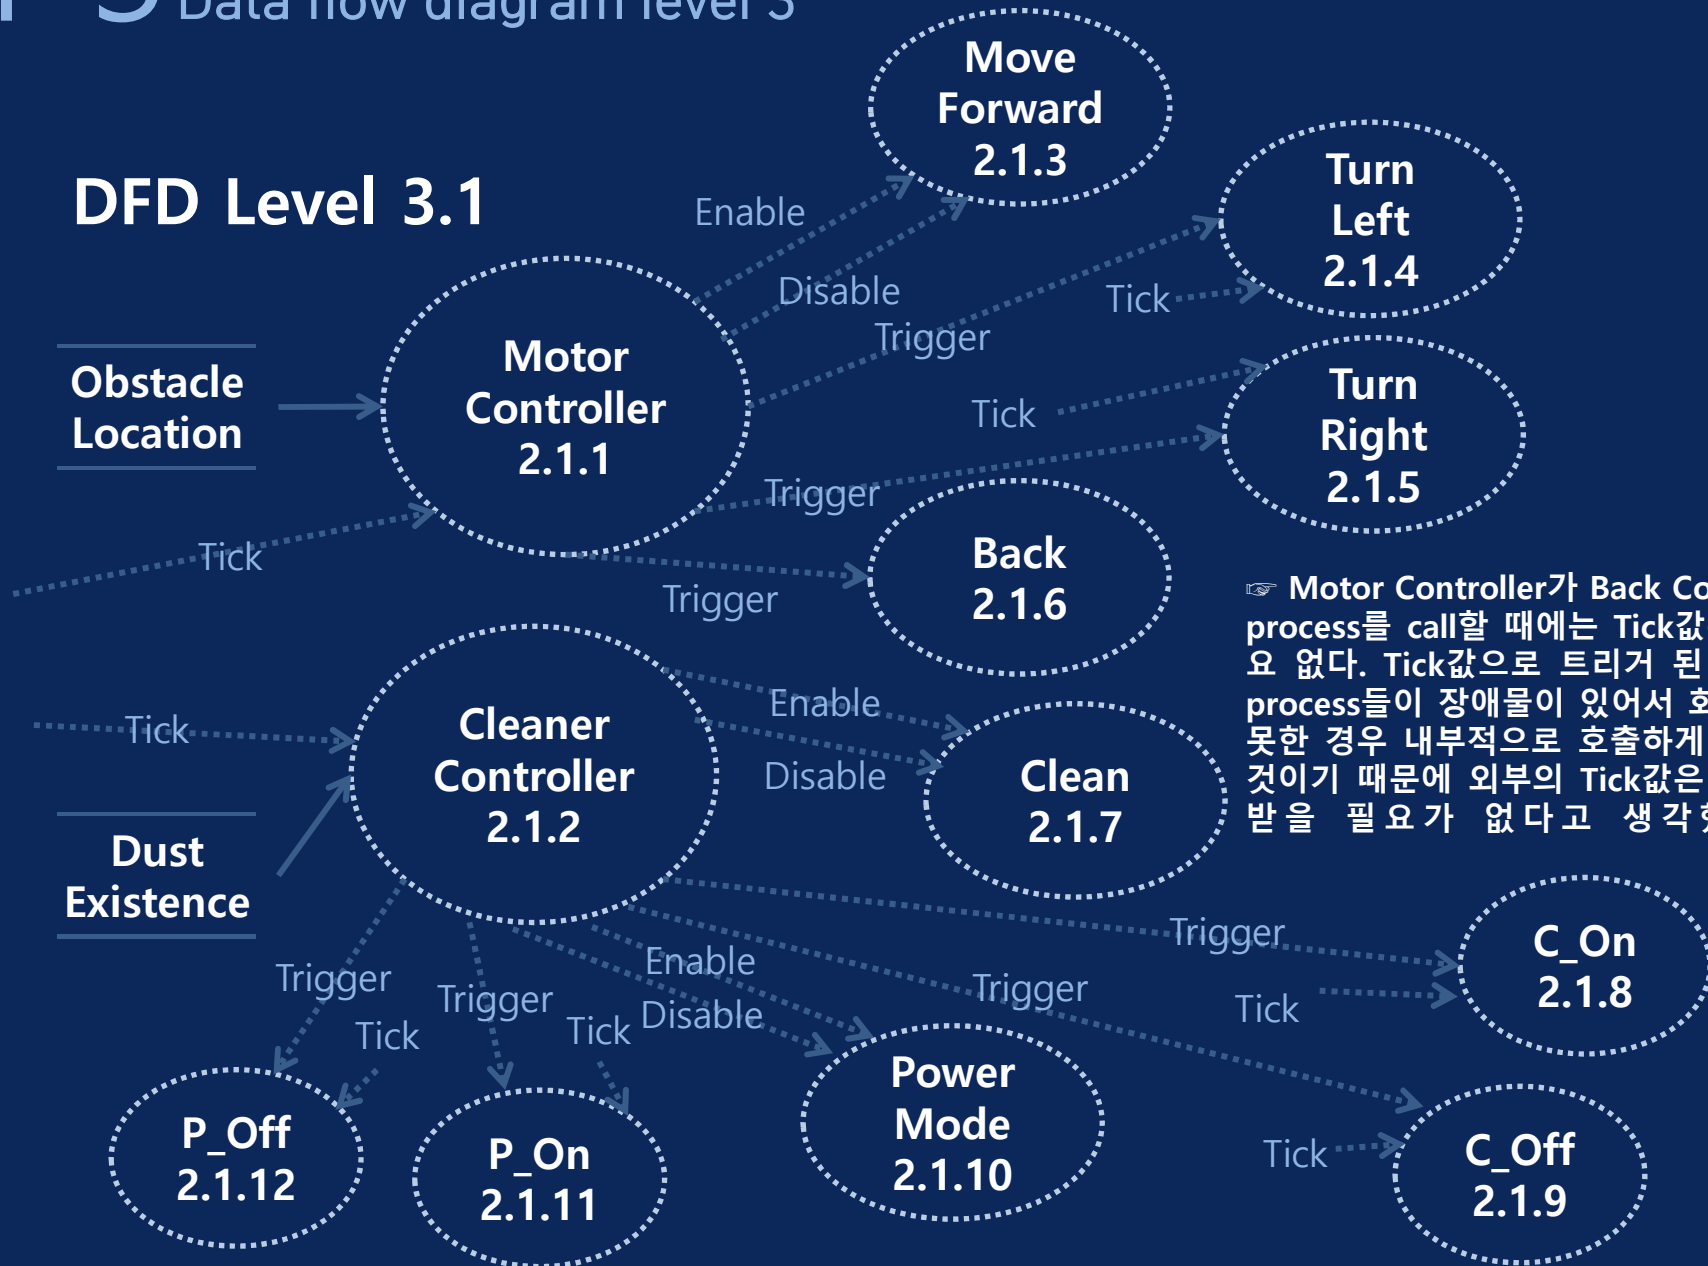 Data flow diagram level 3
DFD Level 3.1
Move
Forward
2.1.3
Turn
Left
2.1.4
Enable
Disable
Tick
Trigger
Motor
Controller
2.1.1
Obstacle
Location
Turn
Right
2.1.5
Tick
Trigger
Tick
Back
2.1.6
Trigger
☞ Motor Controller가 Back
process를 call할 때에는 Tick값
요 없다. Tick값으로 트리거 된
process들이 장애물이 있어서
못한 경우 내부적으로 호출하게
것이기 때문에 외부의 Tick값은
받을 필요가 없다고
Cleaner
Controller
2.1.2
Tick
Enable
Disable
Clean
2.1.7
Dust
Existence
Trigger
C_On
2.1.8
Tick
Trigger
Trigger
Enable
Disable
Trigger
Tick
Tick
Power
Mode
2.1.10
P_Off
2.1.12
P_On
2.1.11
Tick
C_Off
2.1.9